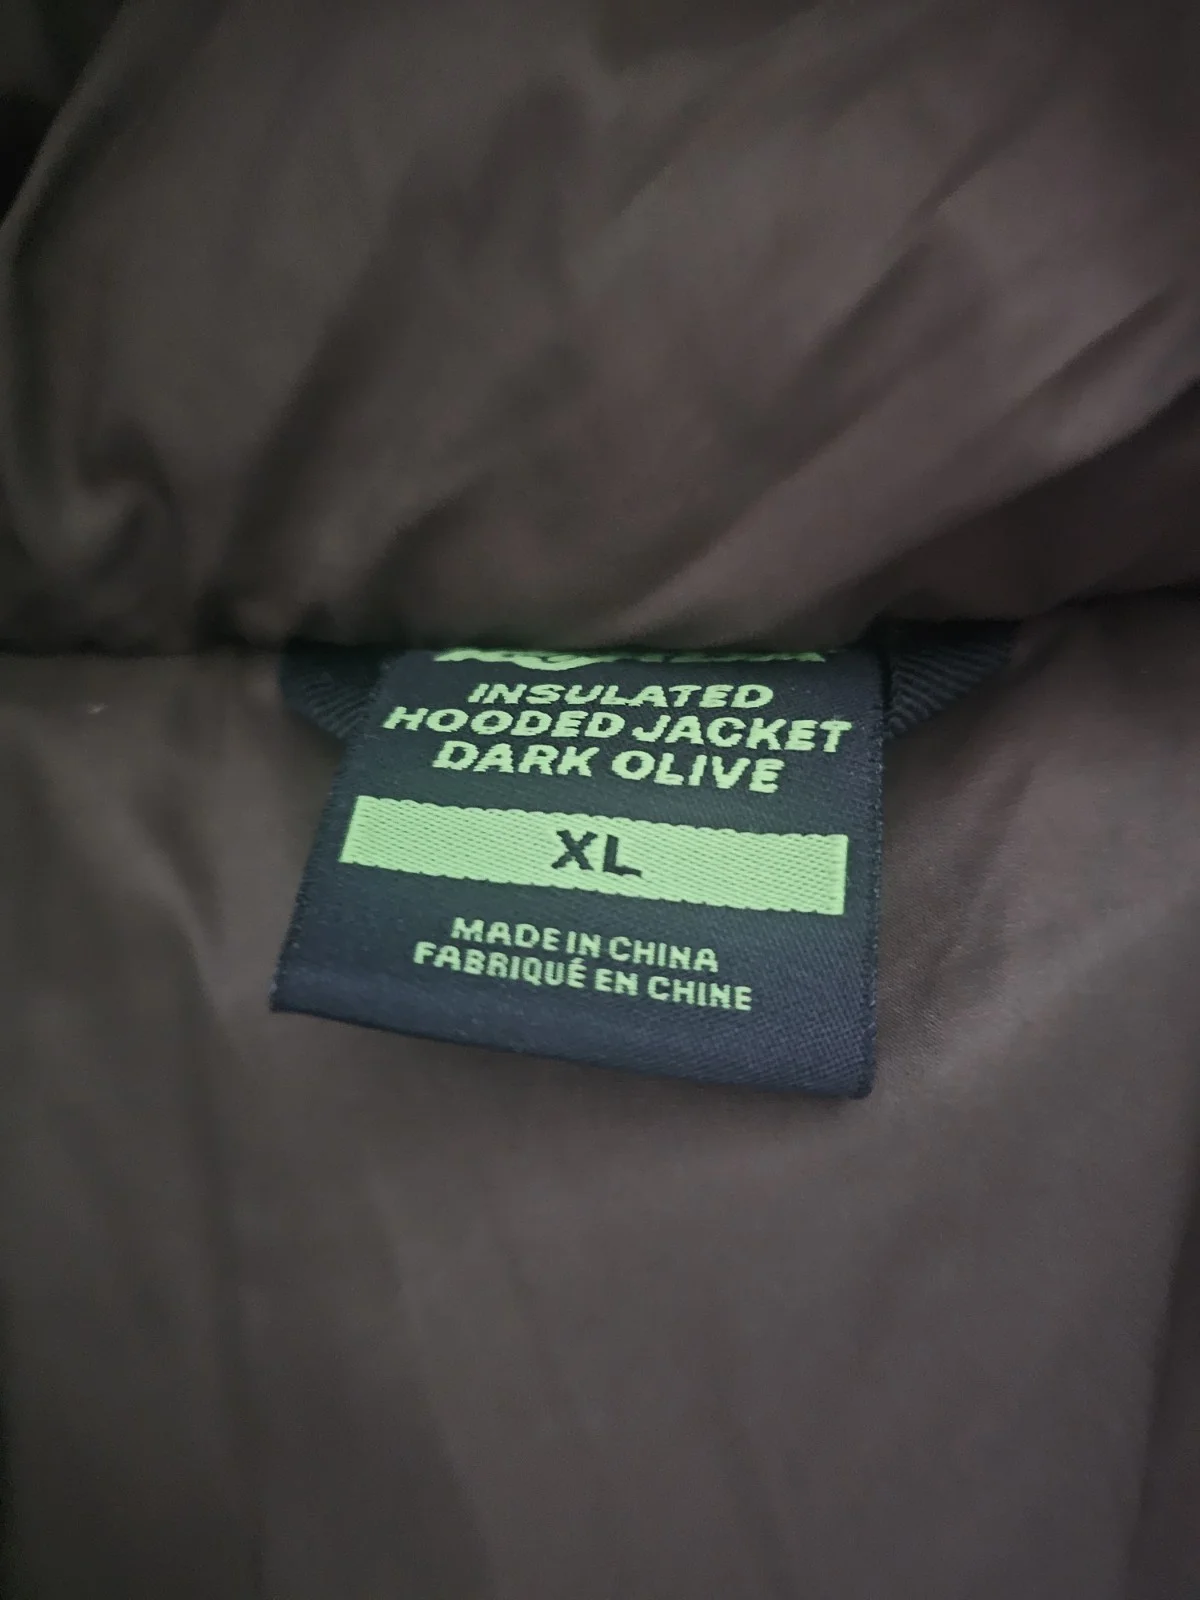 INSULATED
HOODED JACKET
DARK OLIVE
XL
MADE IN CHINA
FABRIQUÉ EN CHINE